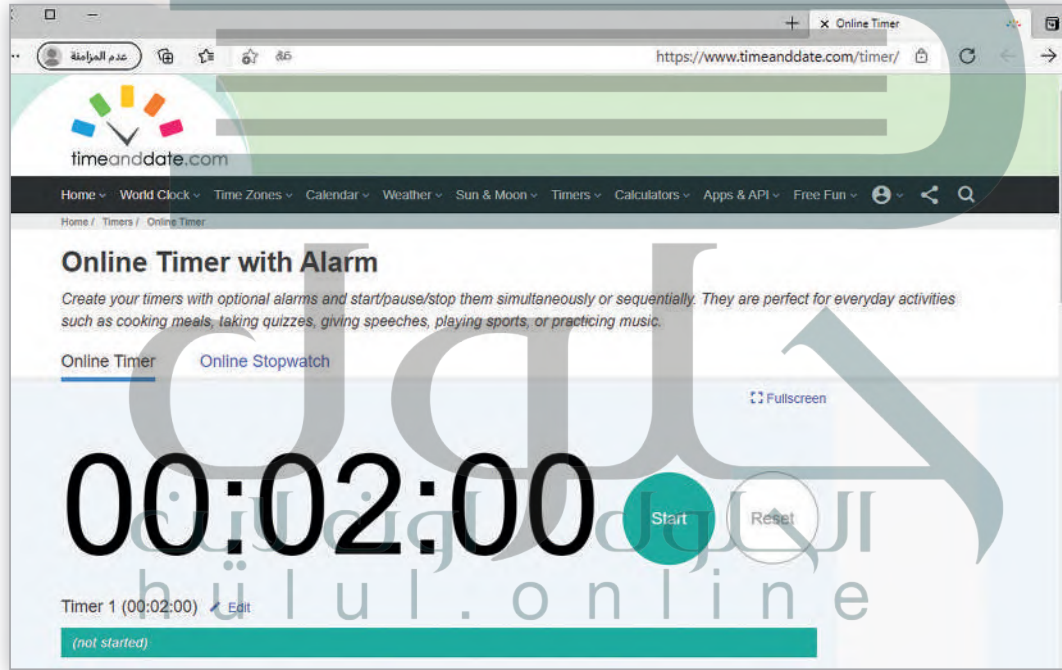 Online Timer
عدم المزامنة
https://www.timeanddate.com/timer/
timeanddate.com
Home World Clock Time Zones Calendar Weather Sun & Moon Timers Calculators Apps & API Free Fun
Home / Timers / Online Timer
Online Timer with Alarm
Create your timers with optional alarms and start/pause/stop them simultaneously or sequentially. They are perfect for everyday activities
such as cooking meals, taking quizzes, giving speeches, playing sports, or practicing music.
Online Timer Online Stopwatch
Fullscreen
00:02:00 Start Reset
Timer 1 (00:02:00) Edit
(not started)
حلول
الحلول اونلاين
hülul.online